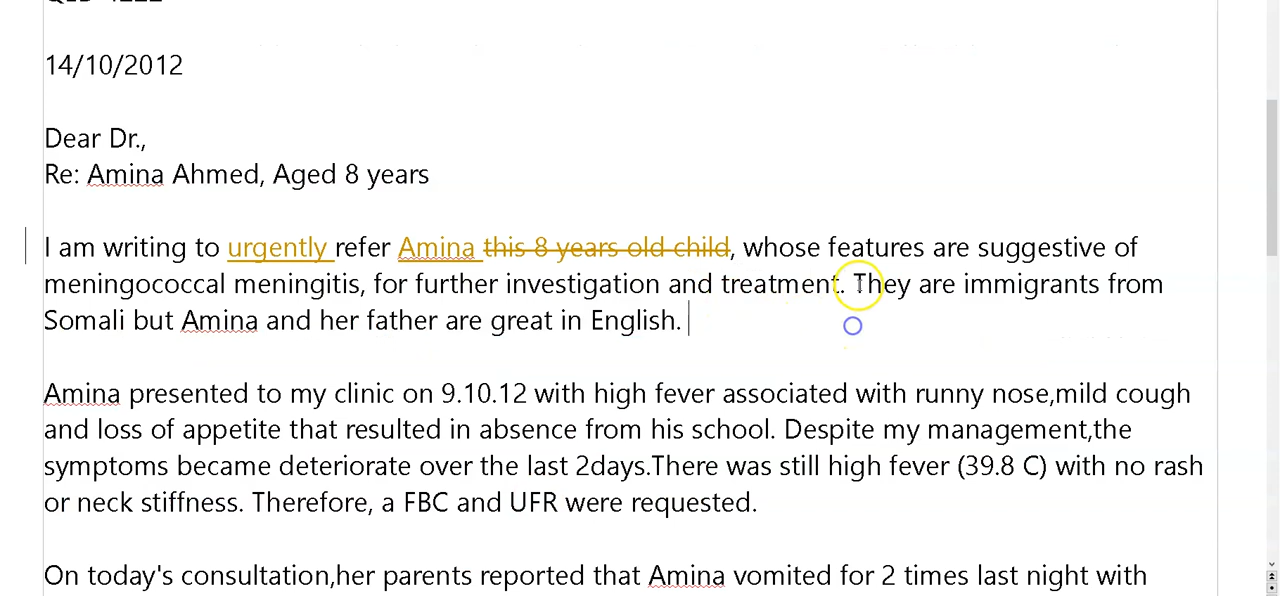 14/10/2012
Dear Dr.,
Re: Amina Ahmed, Aged 8 years
I am writing to urgently refer Amina this 8 years old child, whose features are suggestive of
meningococcal meningitis, for further investigation and treatment. They are immigrants from
Somali but Amina and her father are great in English.
Amina presented to my clinic on 9.10.12 with high fever associated with runny nose,mild cough
and loss of appetite that resulted in absence from his school. Despite my management,the
symptoms became deteriorate over the last 2days.There was still high fever (39.8 C) with no rash
or neck stiffness. Therefore, a FBC and UFR were requested.
On today's consultation,her parents reported that Amina vomited for 2 times last night with